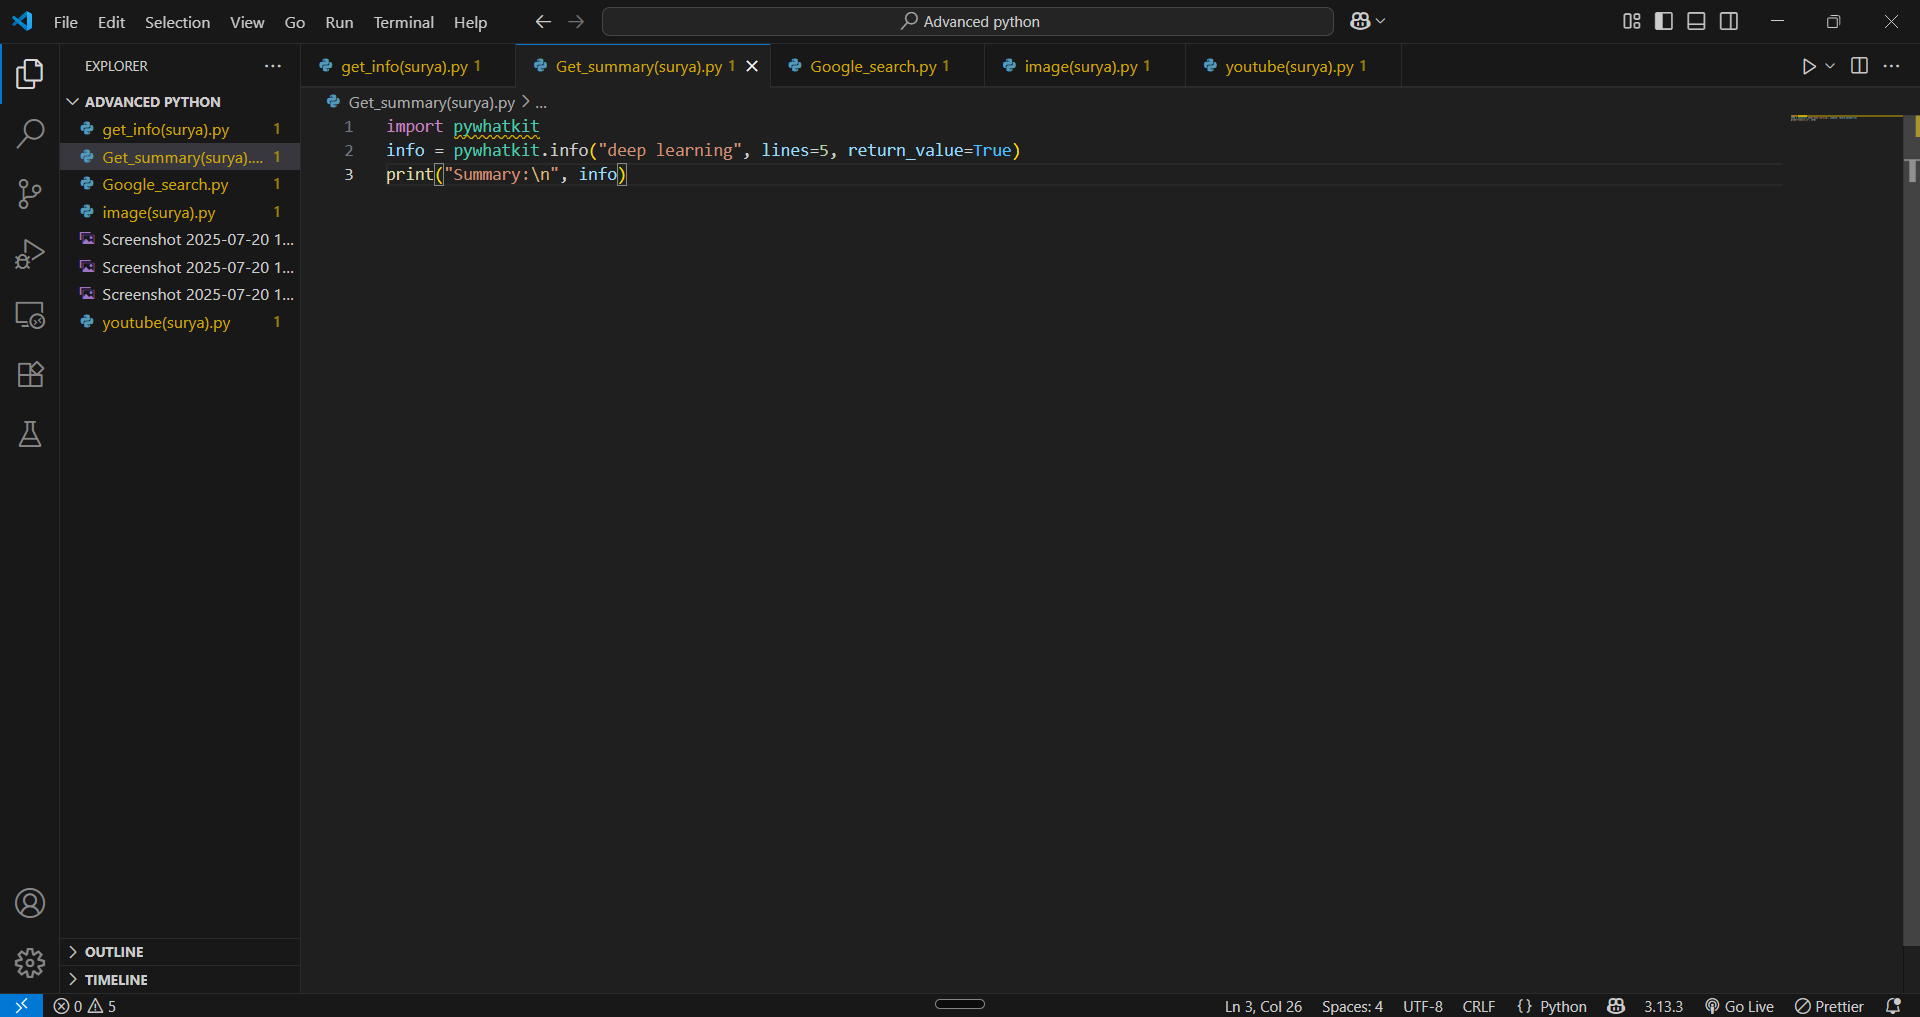 File Edit Selection View Go Run Terminal Help
Advanced python
EXPLORER
ADVANCED PYTHON
get_info(surya).py 1
Get_summary(surya).... 1
Google_search.py 1
image(surya).py 1
Screenshot 2025-07-20 1...
Screenshot 2025-07-20 1...
Screenshot 2025-07-20 1...
youtube(surya).py 1
OUTLINE
TIMELINE
get_info(surya).py 1 Get_summary(surya).py 1 Google_search.py 1 image(surya).py 1 youtube(surya).py 1
Get_summary(surya).py > ...
1 import pywhatkit
2 info = pywhatkit.info("deep learning", lines=5, return_value=True)
3 print("Summary:\n", info)
0 5 Ln 3, Col 26 Spaces: 4 UTF-8 CRLF {} Python 3.13.3 Go Live Prettier